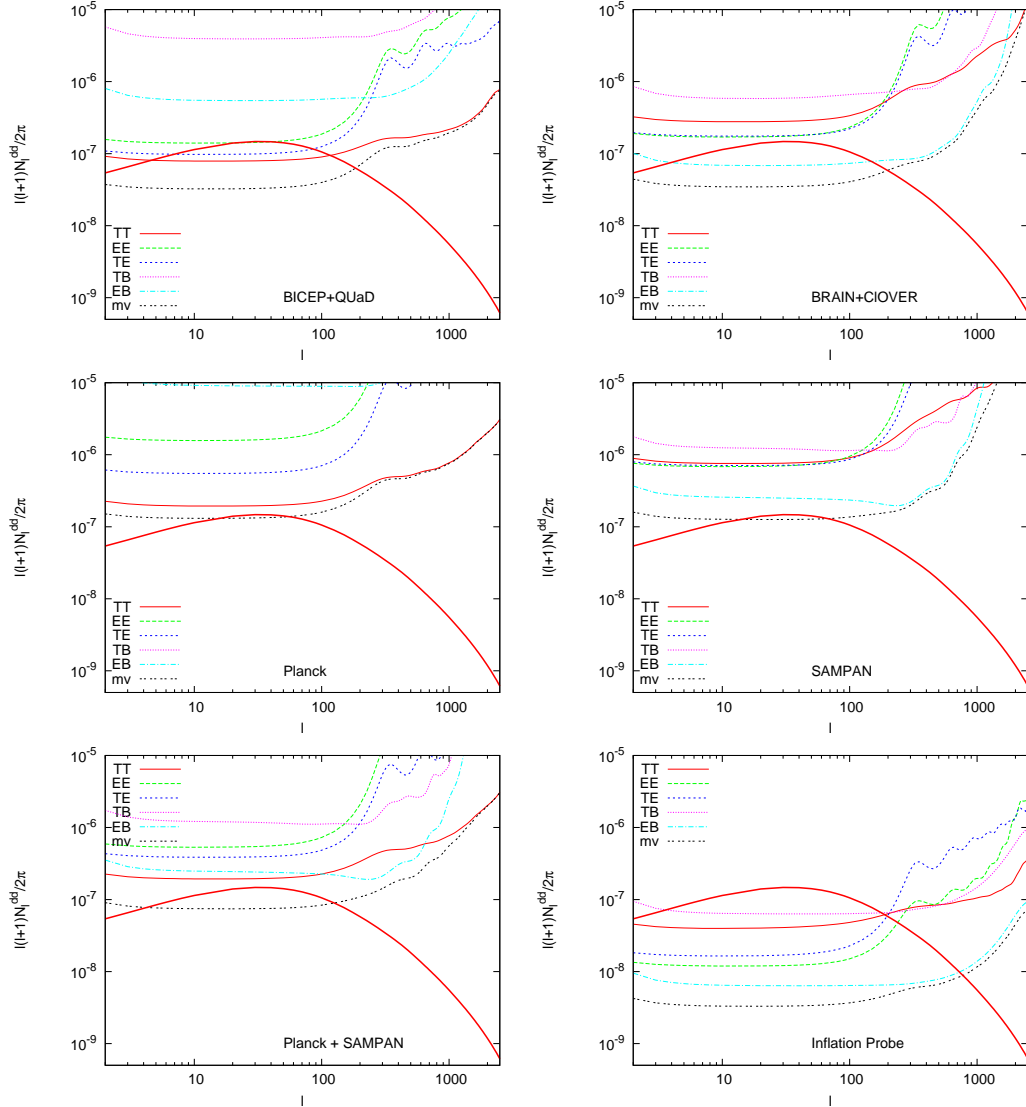 10^-5
10^-6
10^-7
10^-8
10^-9
l(l+1)N_l^dd/2π
TT
EE
TE
TB
EB
mv
BICEP+QUaD
10 100 1000
l
10^-5
10^-6
10^-7
10^-8
10^-9
l(l+1)N_l^dd/2π
TT
EE
TE
TB
EB
mv
BRAIN+ClOVER
10 100 1000
l
10^-5
10^-6
10^-7
10^-8
10^-9
l(l+1)N_l^dd/2π
TT
EE
TE
TB
EB
mv
Planck
10 100 1000
l
10^-5
10^-6
10^-7
10^-8
10^-9
l(l+1)N_l^dd/2π
TT
EE
TE
TB
EB
mv
SAMPAN
10 100 1000
l
10^-5
10^-6
10^-7
10^-8
10^-9
l(l+1)N_l^dd/2π
TT
EE
TE
TB
EB
mv
Planck + SAMPAN
10 100 1000
l
10^-5
10^-6
10^-7
10^-8
10^-9
l(l+1)N_l^dd/2π
TT
EE
TE
TB
EB
mv
Inflation Probe
10 100 1000
l